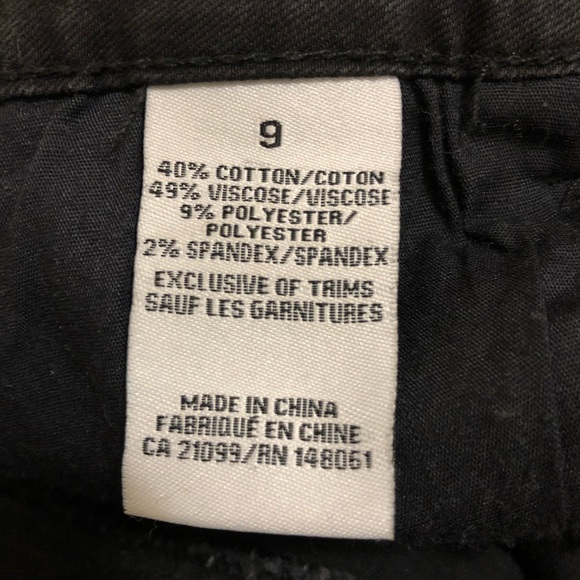 9
40% COTTON/COTON
49% VISCOSE/VISCOSE
9% POLYESTER/
POLYESTER
2% SPANDEX/SPANDEX
EXCLUSIVE OF TRIMS
SAUF LES GARNITURES
MADE IN CHINA
FABRIQUÉ EN CHINE
CA 21099/RN 148061